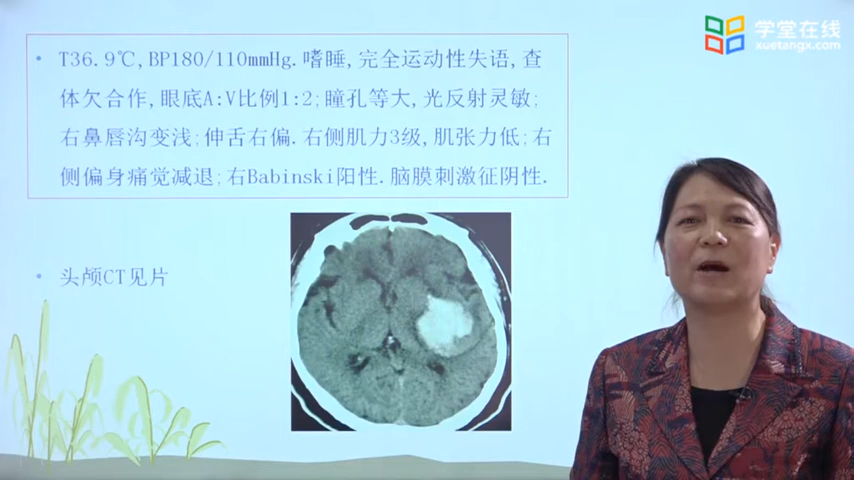 学堂在线
xuetangx.com
• T36.9℃,BP180/110mmHg.嗜睡,完全运动性失语,查
体欠合作,眼底A:V比例1:2;瞳孔等大,光反射灵敏;
右鼻唇沟变浅;伸舌右偏.右侧肌力3级,肌张力低;右
侧偏身痛觉减退;右Babinski阳性.脑膜刺激征阴性.
• 头颅CT见片